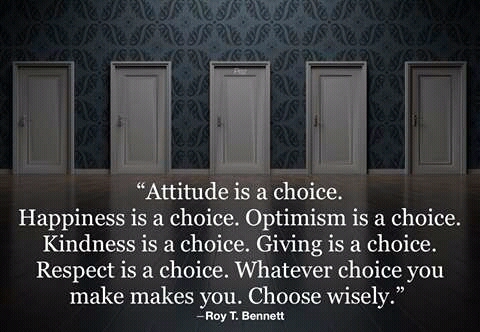 “Attitude is a choice.
Happiness is a choice. Optimism is a choice.
Kindness is a choice. Giving is a choice.
Respect is a choice. Whatever choice you
make makes you. Choose wisely.”
–Roy T. Bennett